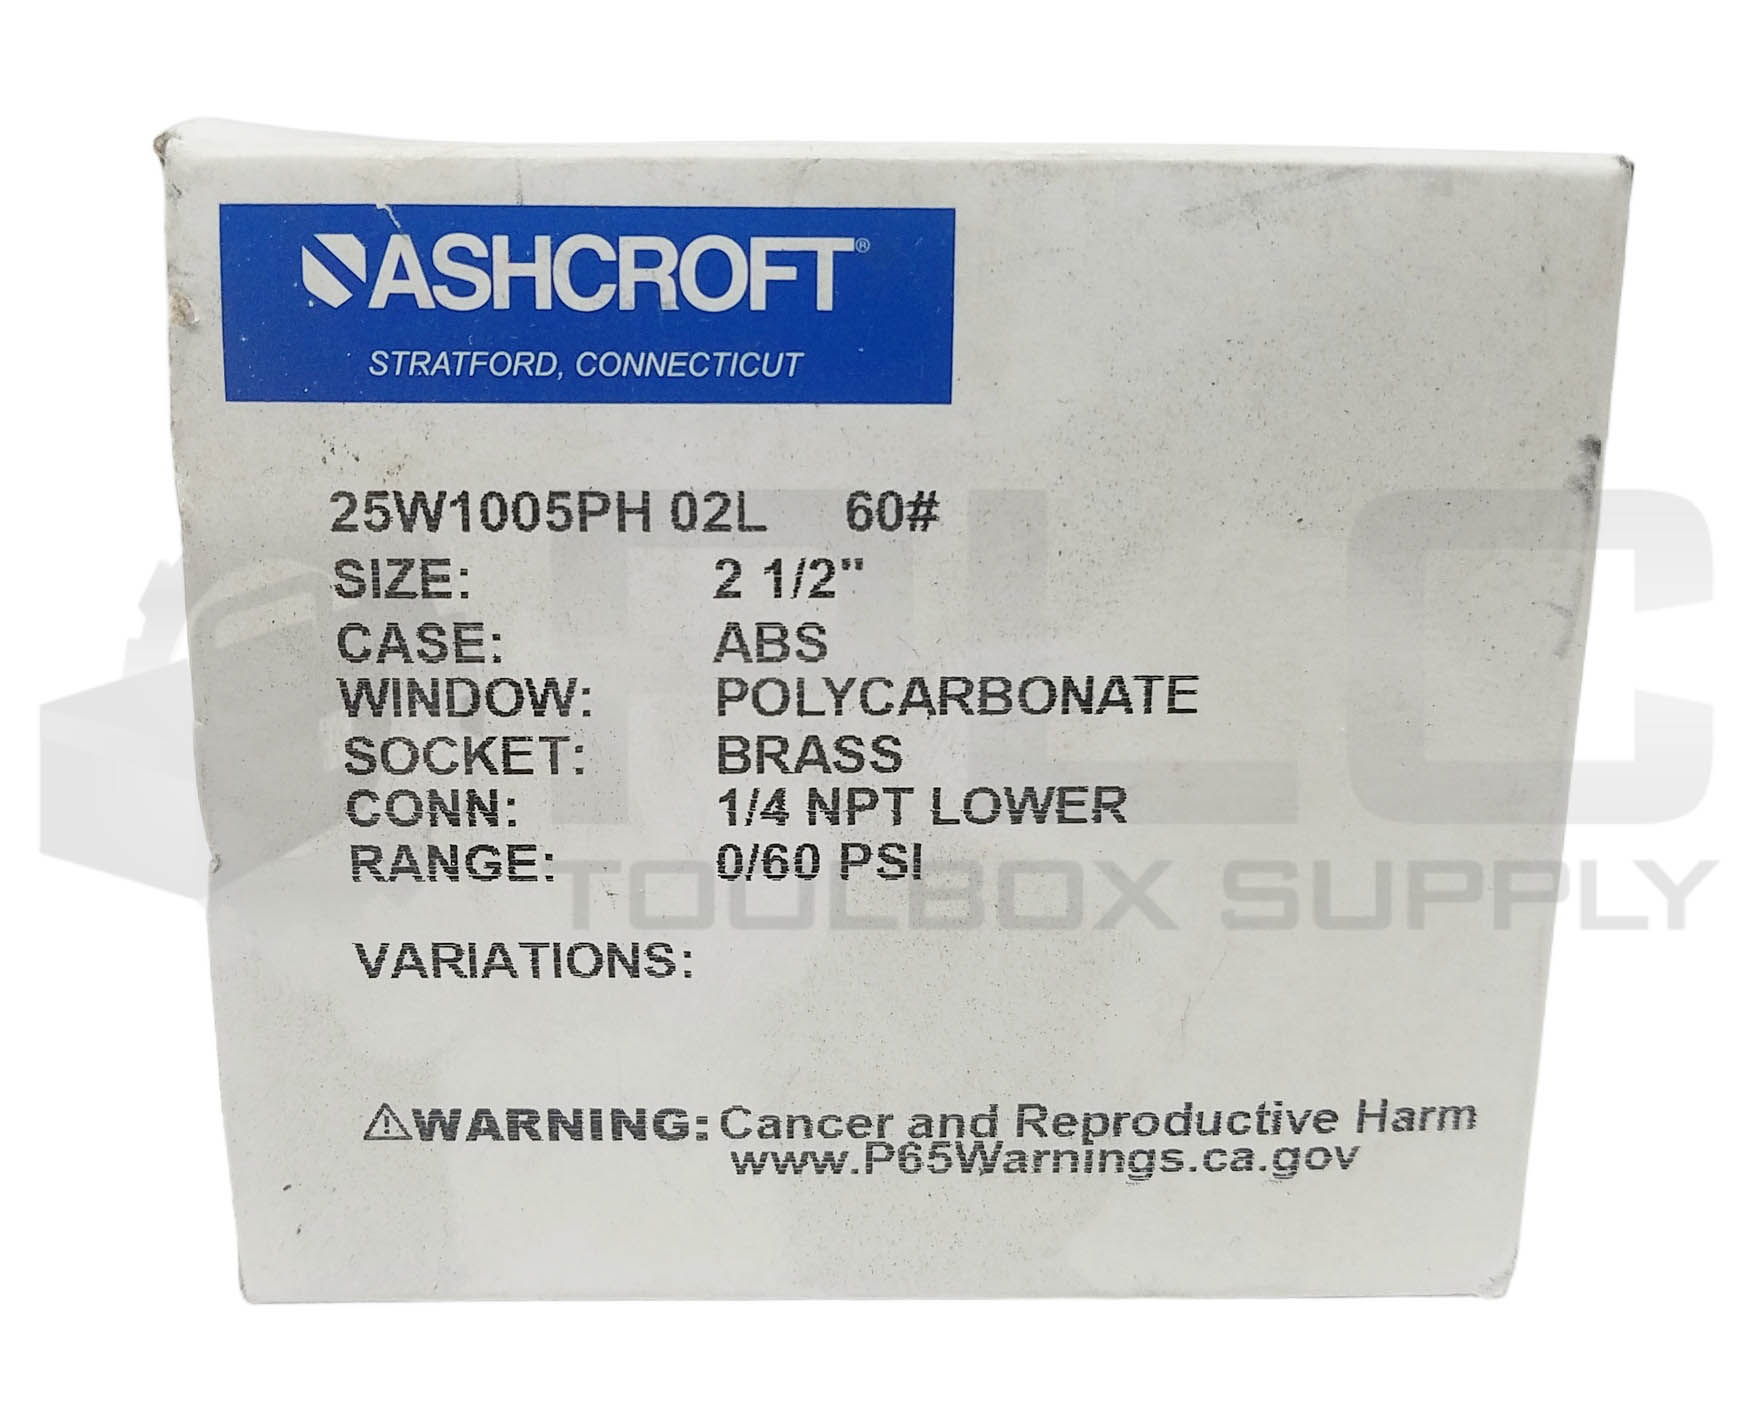 ASHCROFT®
STRATFORD, CONNECTICUT
25W1005PH 02L 60#
SIZE: 2 1/2"
CASE: ABS
WINDOW: POLYCARBONATE
SOCKET: BRASS
CONN: 1/4 NPT LOWER
RANGE: 0/60 PSI
VARIATIONS:
⚠WARNING: Cancer and Reproductive Harm
www.P65Warnings.ca.gov
PLC
TOOLBOX SUPPLY